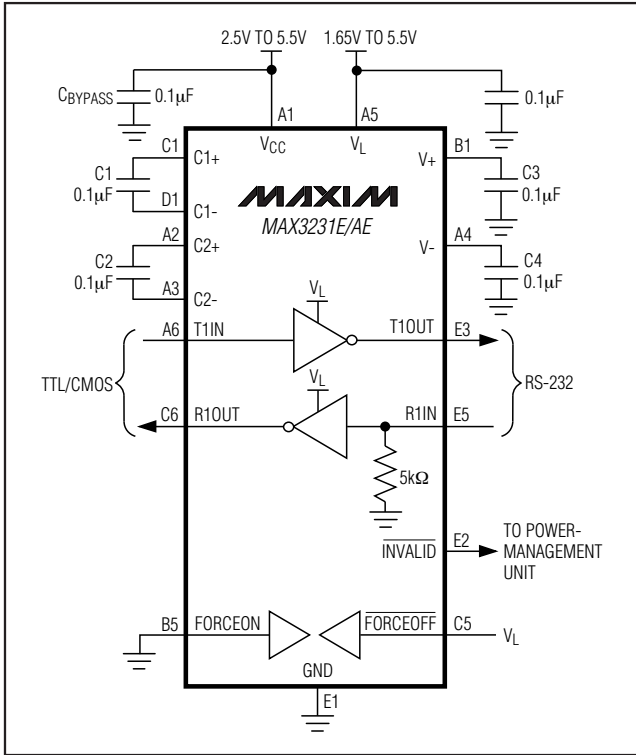 2.5V TO 5.5V 1.65V TO 5.5V
CBYPASS 0.1μF 0.1μF
A1 A5
VCC VL
C1 C1+ V+ B1
C1 0.1μF C3 0.1μF
D1 C1-
MAXIM
MAX3231E/AE
A2 C2+ V- A4
C2 0.1μF C4 0.1μF
A3 C2-
VL
A6 T1IN T1OUT E3
TTL/CMOS RS-232
VL
C6 R1OUT R1IN E5
5kΩ
INVALID E2 TO POWER-
MANAGEMENT
UNIT
B5 FORCEON FORCEOFF C5 VL
GND
E1